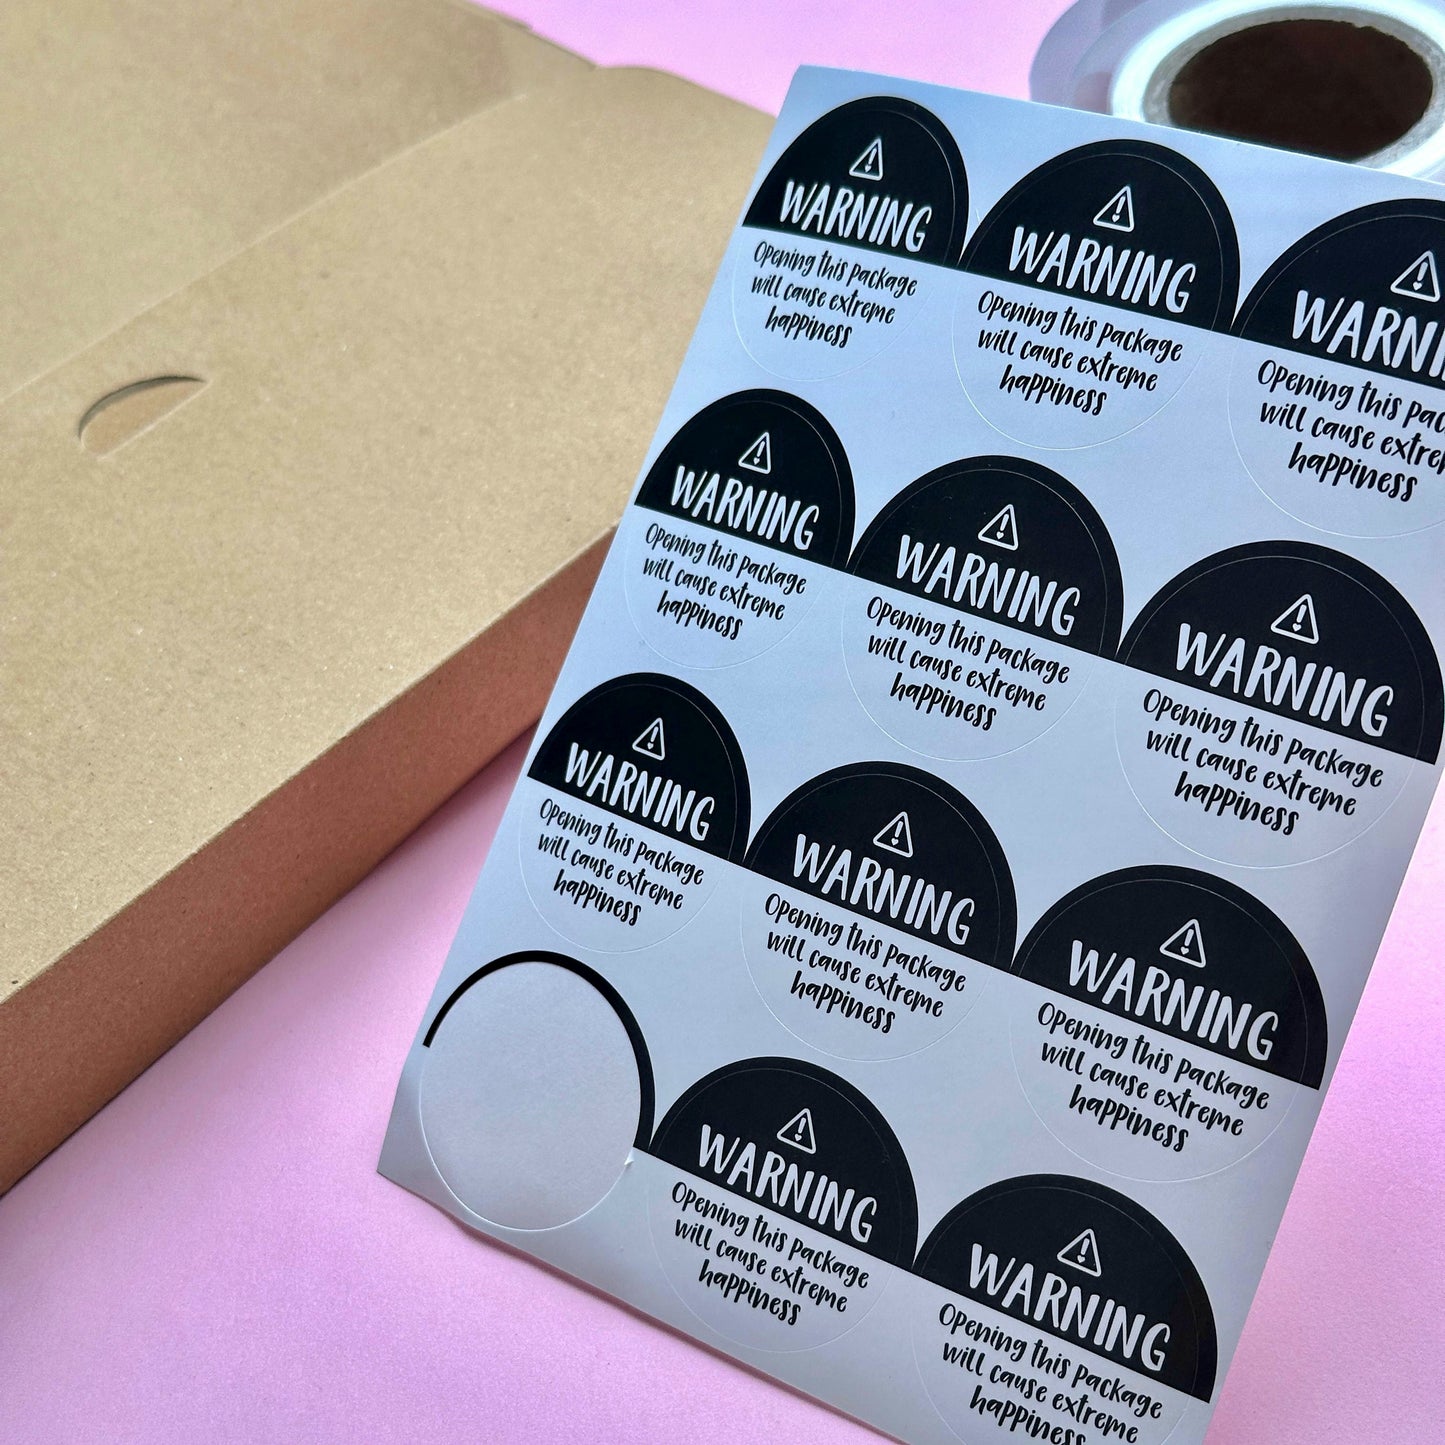 WARNING
Opening this package
will cause extreme
happiness
WARNING
Opening this package
will cause extreme
happiness
WARNI
Opening this pac
will cause extre
happiness
WARNING
Opening this package
will cause extreme
happiness
WARNING
Opening this package
will cause extreme
happiness
WARNING
Opening this package
will cause extreme
happiness
WARNING
Opening this package
will cause extreme
happiness
WARNING
Opening this package
will cause extreme
happiness
WARNING
Opening this package
will cause extreme
happiness
WARNING
Opening this package
will cause extreme
happiness
WARNING
Opening this package
will cause extreme
happiness